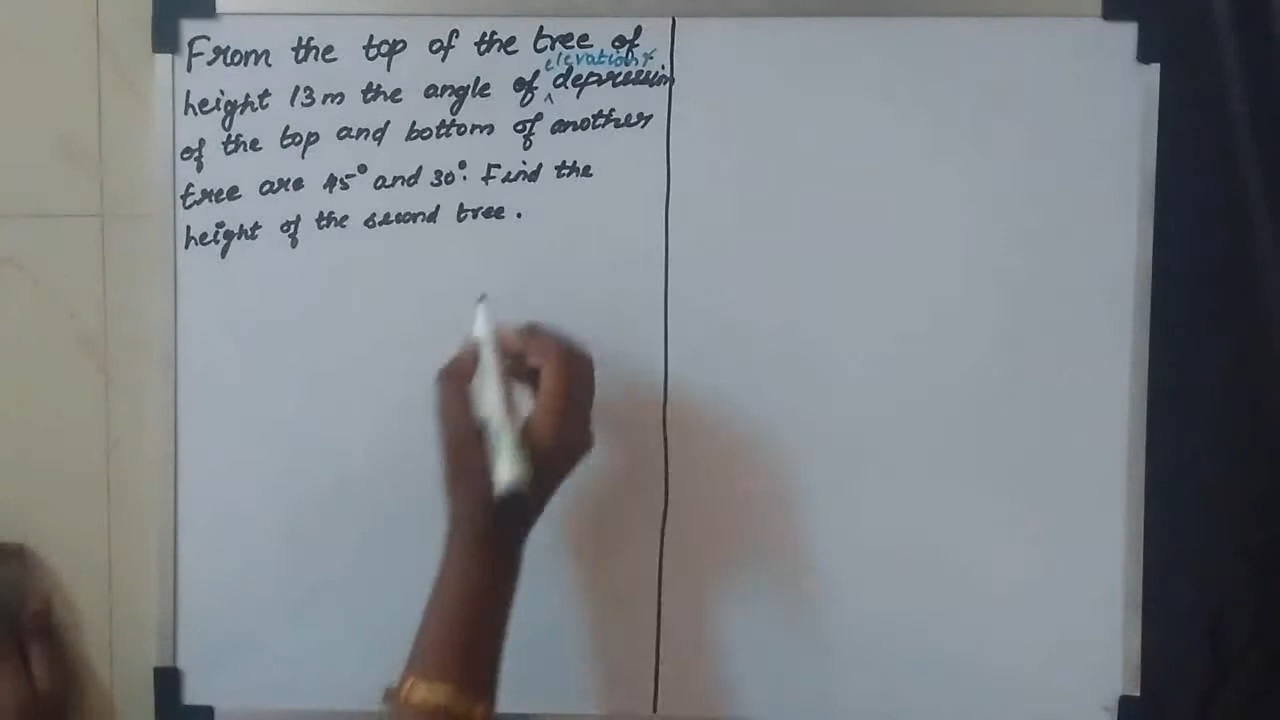 From the top of the tree of
elevation &
height 13m the angle of ^ depression
of the top and bottom of another
tree are 45° and 30°. Find the
height of the second tree.